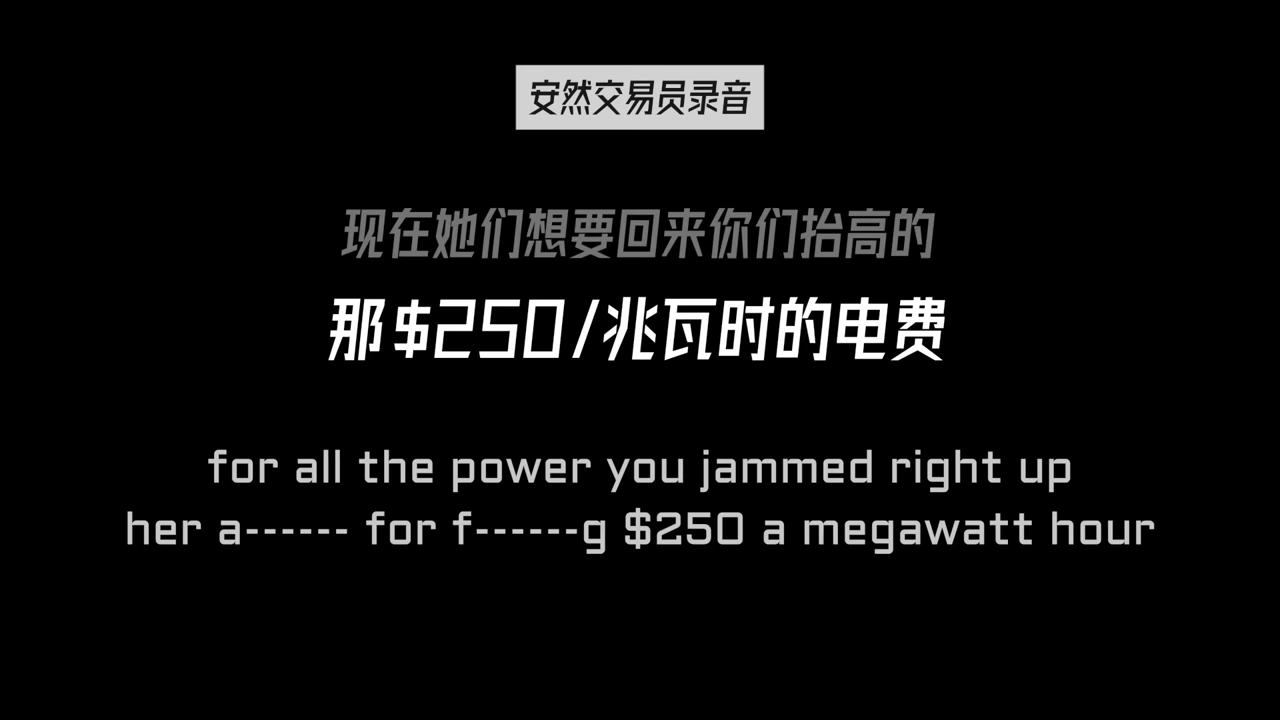 安然交易员录音
现在她们想要回来你们抬高的
那$250/兆瓦时的电费
for all the power you jammed right up
her a------ for f------g $250 a megawatt hour